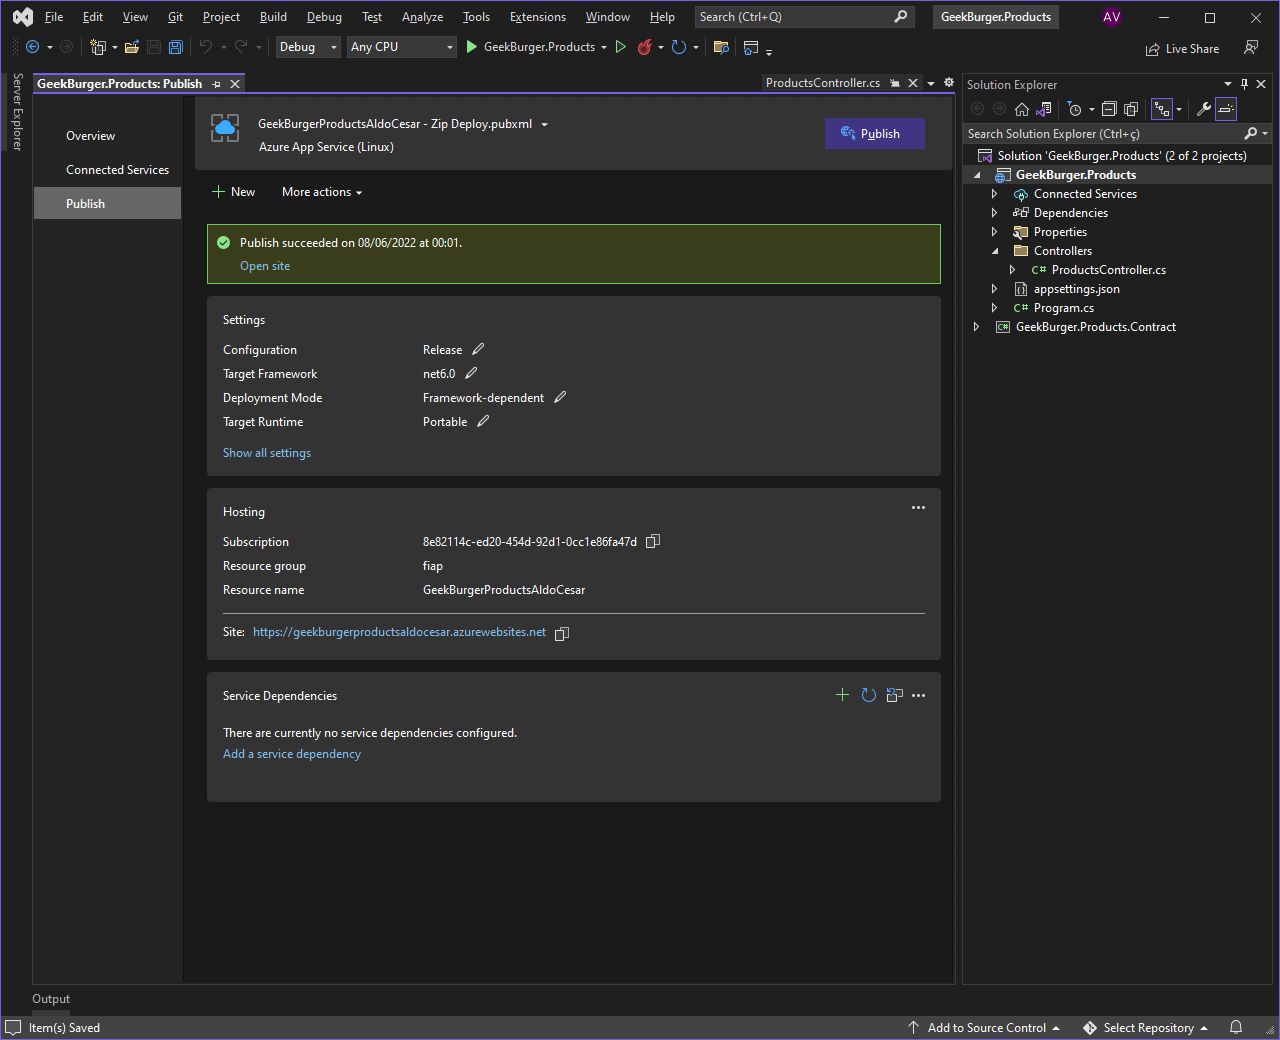 File Edit View Git Project Build Debug Test Analyze Tools Extensions Window Help Search (Ctrl+Q) GeekBurger.Products AV
Debug Any CPU GeekBurger.Products Live Share
Server Explorer
GeekBurger.Products: Publish
ProductsController.cs
Overview
Connected Services
Publish
GeekBurgerProductsAldoCesar - Zip Deploy.pubxml
Azure App Service (Linux)
Publish
New More actions
Publish succeeded on 08/06/2022 at 00:01.
Open site
Settings
Configuration Release
Target Framework net6.0
Deployment Mode Framework-dependent
Target Runtime Portable
Show all settings
Hosting
Subscription 8e82114c-ed20-454d-92d1-0cc1e86fa47d
Resource group fiap
Resource name GeekBurgerProductsAldoCesar
Site: https://geekburgerproductsaldocesar.azurewebsites.net
Service Dependencies
There are currently no service dependencies configured.
Add a service dependency
Solution Explorer
Search Solution Explorer (Ctrl+ç)
Solution 'GeekBurger.Products' (2 of 2 projects)
GeekBurger.Products
Connected Services
Dependencies
Properties
Controllers
C# ProductsController.cs
appsettings.json
C# Program.cs
C# GeekBurger.Products.Contract
Output
Item(s) Saved Add to Source Control Select Repository